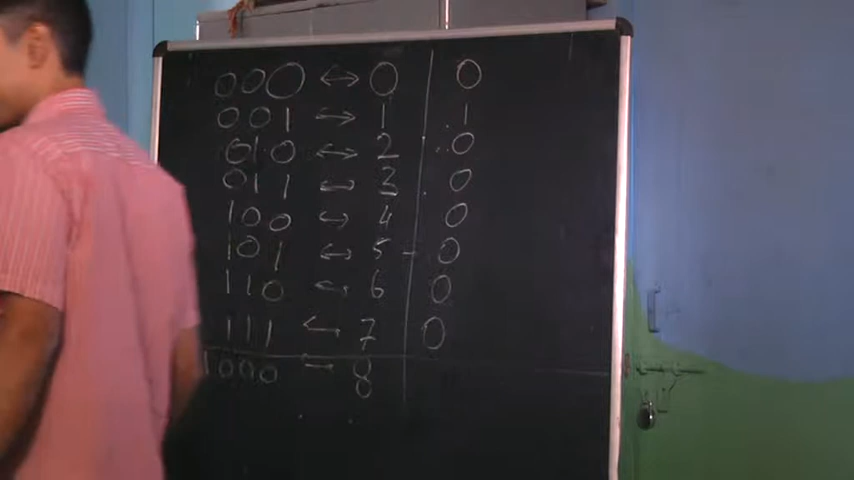 000 ↔ 0 0
001 ↔ 1 1
010 ↔ 2 0
011 ↔ 3 0
100 ↔ 4 0
101 ↔ 5 0
110 ↔ 6 0
111 ↔ 7 0
1000 ↔ 8